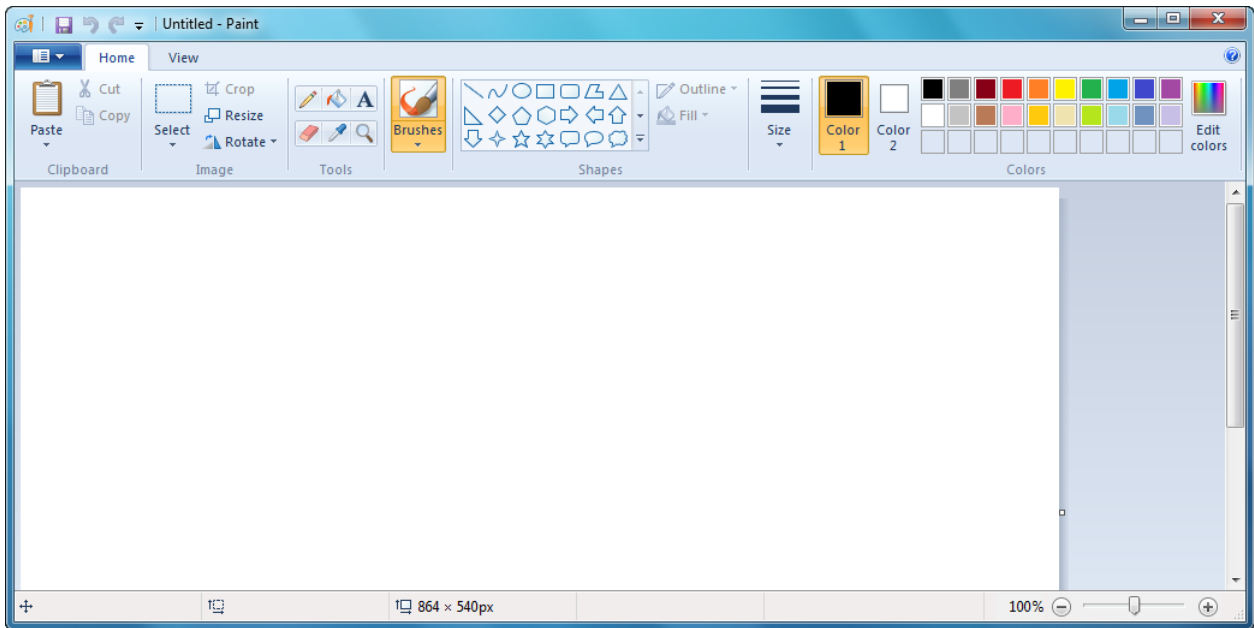 Untitled - Paint
Home View
Cut
Copy
Paste
Clipboard
Select
Crop
Resize
Rotate
Image
A
Tools
Brushes
Outline
Fill
Shapes
Size
Color
1
Color
2
Edit
colors
Colors
864 × 540px
100%